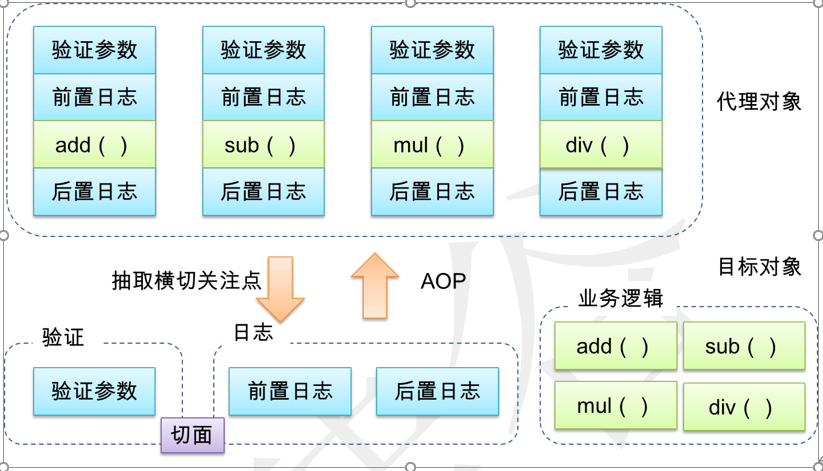 验证参数 验证参数 验证参数 验证参数
前置日志 前置日志 前置日志 前置日志
代理对象
add（ ） sub（ ） mul（ ） div（ ）
后置日志 后置日志 后置日志 后置日志
抽取横切关注点 AOP
目标对象
业务逻辑
验证 日志
add（ ） sub（ ）
验证参数 前置日志 后置日志
mul（ ） div（ ）
切面